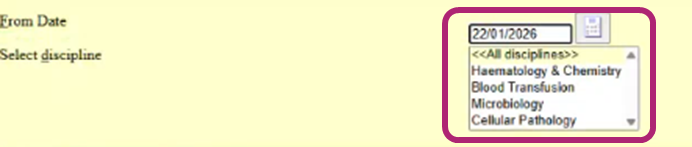 From Date
22/01/2026
Select discipline
<<All disciplines>>
Haematology & Chemistry
Blood Transfusion
Microbiology
Cellular Pathology